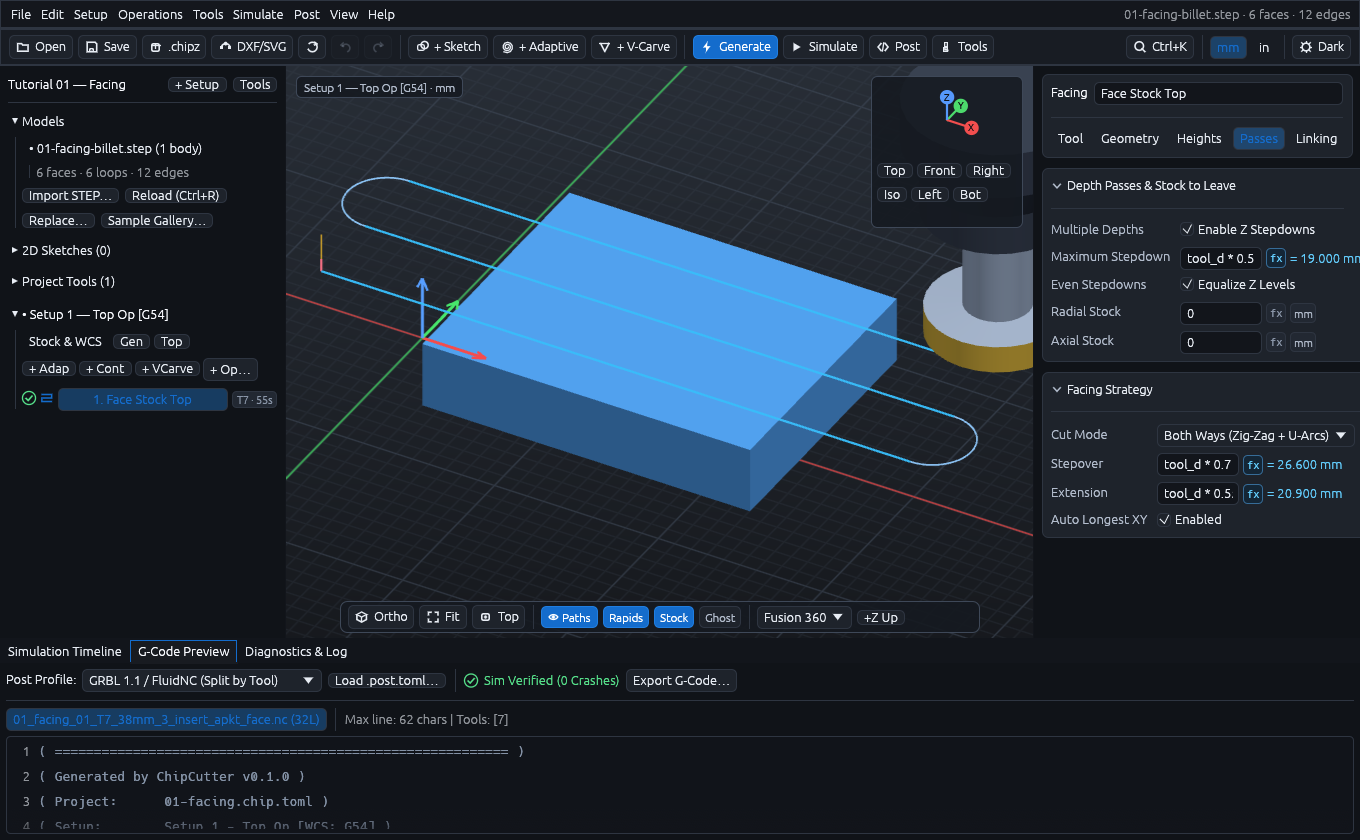 File Edit Setup Operations Tools Simulate Post View Help
01-facing-billet.step · 6 faces · 12 edges
Open Save .chipz DXF/SVG + Sketch + Adaptive + V-Carve Generate Simulate Post Tools Ctrl+K mm in Dark
Tutorial 01 — Facing + Setup Tools
Models
• 01-facing-billet.step (1 body)
6 faces · 6 loops · 12 edges
Import STEP... Reload (Ctrl+R)
Replace... Sample Gallery...
2D Sketches (0)
Project Tools (1)
• Setup 1 — Top Op [G54]
Stock & WCS Gen Top
+ Adap + Cont + VCarve + Op...
1. Face Stock Top T7 · 55s
Setup 1 — Top Op [G54] · mm
Z
Y
X
Top Front Right
Iso Left Bot
Ortho Fit Top Paths Rapids Stock Ghost Fusion 360 +Z Up
Facing Face Stock Top
Tool Geometry Heights Passes Linking
Depth Passes & Stock to Leave
Multiple Depths Enable Z Stepdowns
Maximum Stepdown tool_d * 0.5 fx = 19.000 mm
Even Stepdowns Equalize Z Levels
Radial Stock 0 fx mm
Axial Stock 0 fx mm
Facing Strategy
Cut Mode Both Ways (Zig-Zag + U-Arcs)
Stepover tool_d * 0.7 fx = 26.600 mm
Extension tool_d * 0.5. fx = 20.900 mm
Auto Longest XY Enabled
Simulation Timeline G-Code Preview Diagnostics & Log
Post Profile: GRBL 1.1 / FluidNC (Split by Tool) Load .post.toml... Sim Verified (0 Crashes) Export G-Code...
01_facing_01_T7_38mm_3_insert_apkt_face.nc (32L) Max line: 62 chars | Tools: [7]
1 ( ========================================================== )
2 ( Generated by ChipCutter v0.1.0 )
3 ( Project: 01-facing.chip.toml )
4 ( Setup: Setup 1 - Top Op [WCS: G54] )